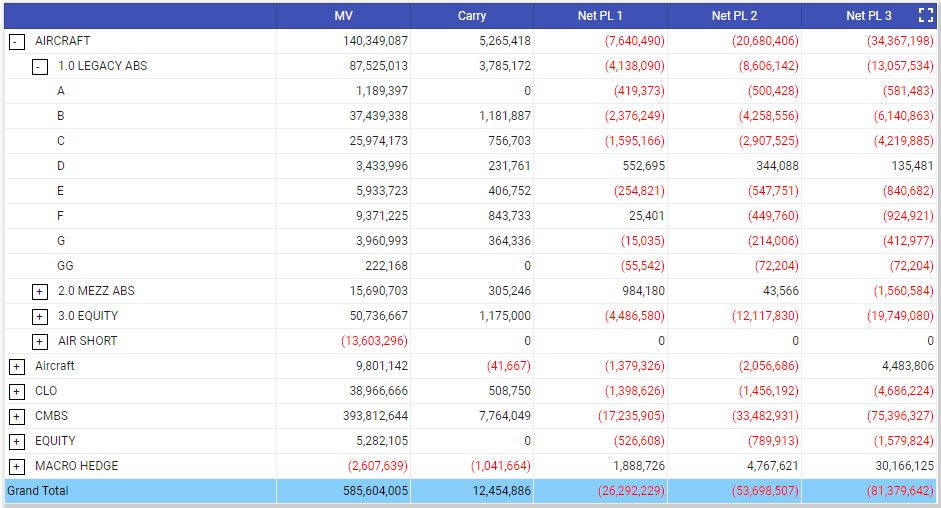 MV Carry Net PL 1 Net PL 2 Net PL 3
- AIRCRAFT 140,349,087 5,265,418 (7,640,490) (20,680,406) (34,367,198)
- 1.0 LEGACY ABS 87,525,013 3,785,172 (4,138,090) (8,606,142) (13,057,534)
A 1,189,397 0 (419,373) (500,428) (581,483)
B 37,439,338 1,181,887 (2,376,249) (4,258,556) (6,140,863)
C 25,974,173 756,703 (1,595,166) (2,907,525) (4,219,885)
D 3,433,996 231,761 552,695 344,088 135,481
E 5,933,723 406,752 (254,821) (547,751) (840,682)
F 9,371,225 843,733 25,401 (449,760) (924,921)
G 3,960,993 364,336 (15,035) (214,006) (412,977)
GG 222,168 0 (55,542) (72,204) (72,204)
+ 2.0 MEZZ ABS 15,690,703 305,246 984,180 43,566 (1,560,584)
+ 3.0 EQUITY 50,736,667 1,175,000 (4,486,580) (12,117,830) (19,749,080)
+ AIR SHORT (13,603,296) 0 0 0 0
+ Aircraft 9,801,142 (41,667) (1,379,326) (2,056,686) 4,483,806
+ CLO 38,966,666 508,750 (1,398,626) (1,456,192) (4,686,224)
+ CMBS 393,812,644 7,764,049 (17,235,905) (33,482,931) (75,396,327)
+ EQUITY 5,282,105 0 (526,608) (789,913) (1,579,824)
+ MACRO HEDGE (2,607,639) (1,041,664) 1,888,726 4,767,621 30,166,125
Grand Total 585,604,005 12,454,886 (26,292,229) (53,698,507) (81,379,642)